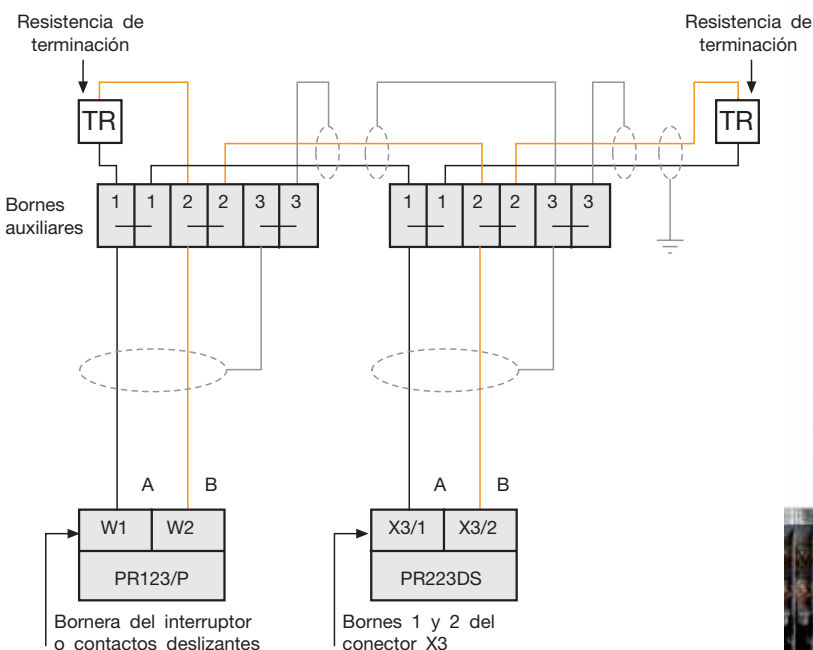 Resistencia de
terminación
Resistencia de
terminación
TR
TR
Bornes
auxiliares
1 1 2 2 3 3
1 1 2 2 3 3
A B
A B
W1 W2
X3/1 X3/2
PR123/P
PR223DS
Bornera del interruptor
o contactos deslizantes
Bornes 1 y 2 del
conector X3